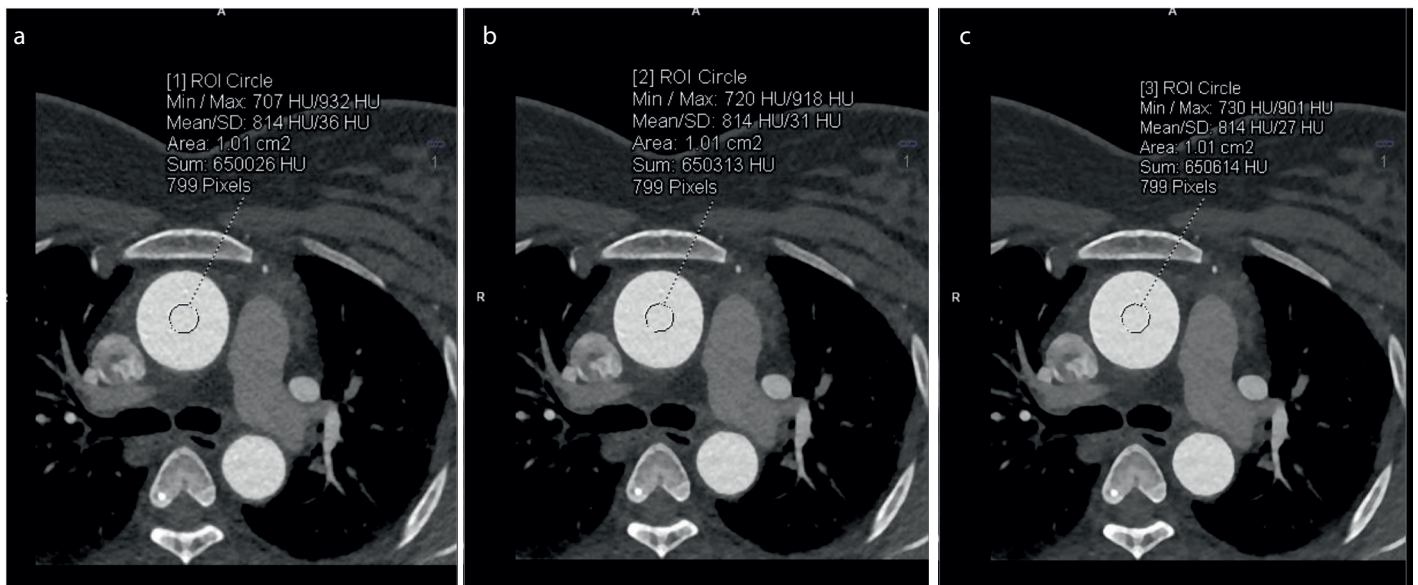 a
A
[1] ROI Circle
Min / Max: 707 HU/932 HU
Mean/SD: 814 HU/36 HU
Area: 1.01 cm2
Sum: 650026 HU
799 Pixels
1
b
A
[2] ROI Circle
Min / Max: 720 HU/918 HU
Mean/SD: 814 HU/31 HU
Area: 1.01 cm2
Sum: 650313 HU
799 Pixels
1
R
c
A
[3] ROI Circle
Min / Max: 730 HU/901 HU
Mean/SD: 814 HU/27 HU
Area: 1.01 cm2
Sum: 650614 HU
799 Pixels
1
R